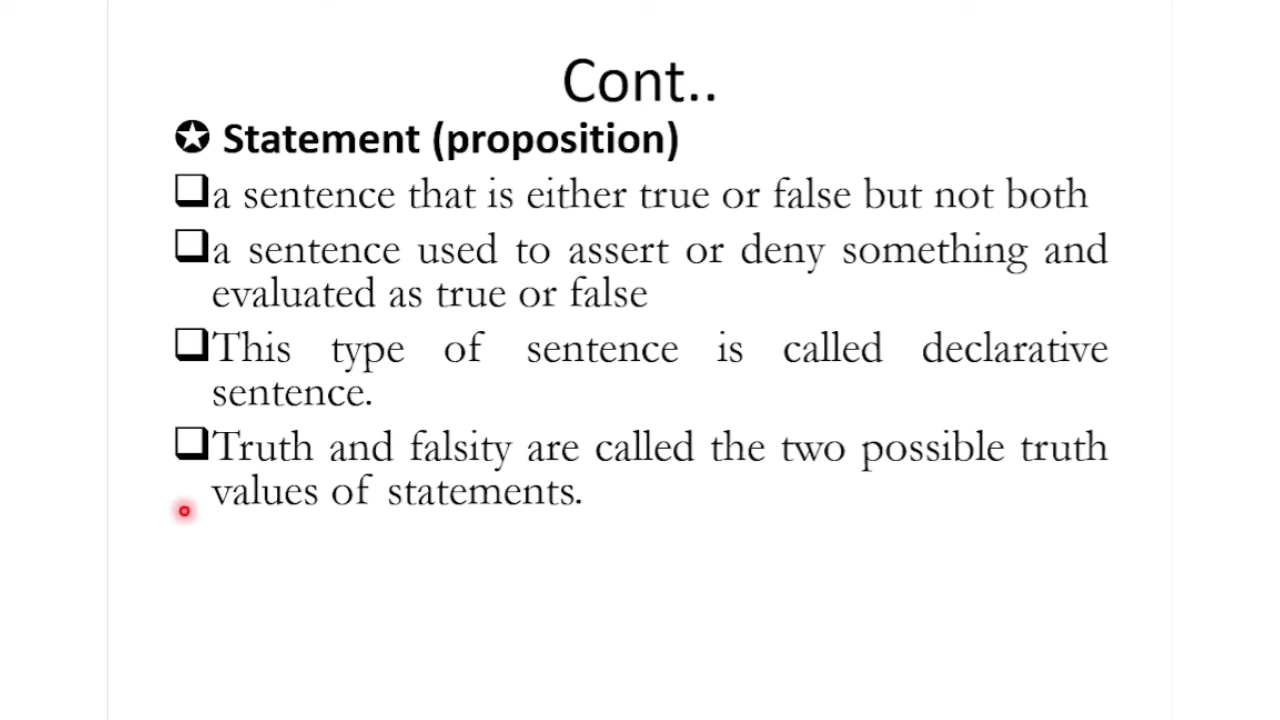 Cont..
✪ Statement (proposition)
❑a sentence that is either true or false but not both
❑a sentence used to assert or deny something and
evaluated as true or false
❑This type of sentence is called declarative
sentence.
❑Truth and falsity are called the two possible truth
values of statements.